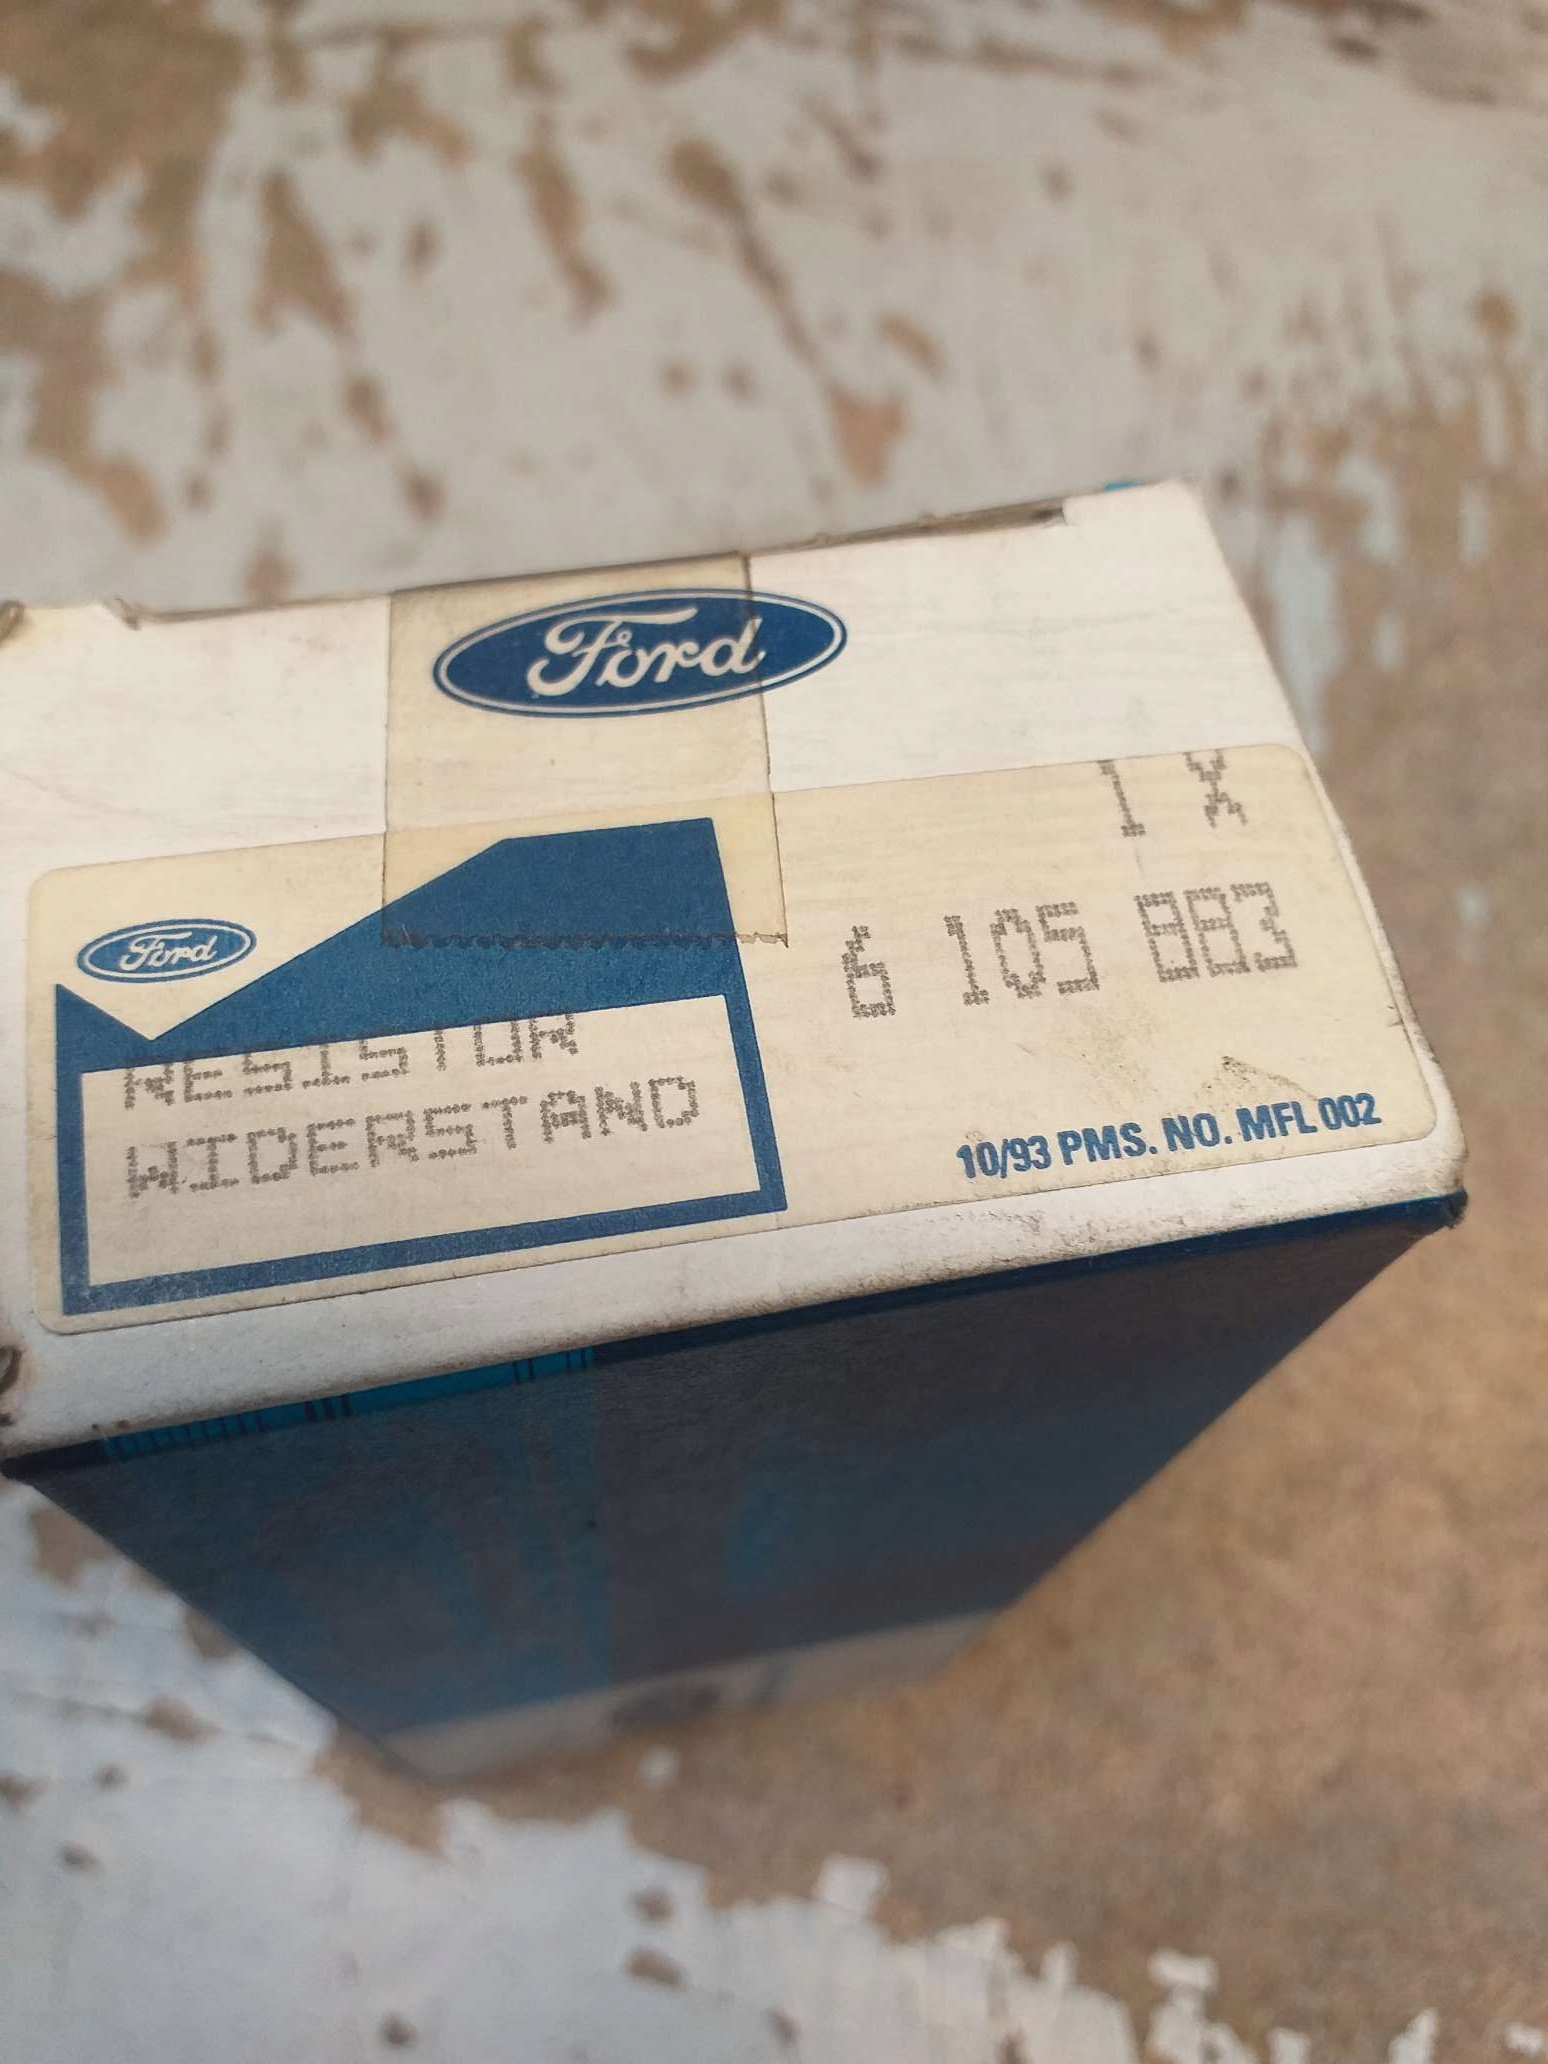 Ford
1 X
Ford
6 105 883
RESISTOR
WIDERSTAND
10/93 PMS. NO. MFL 002